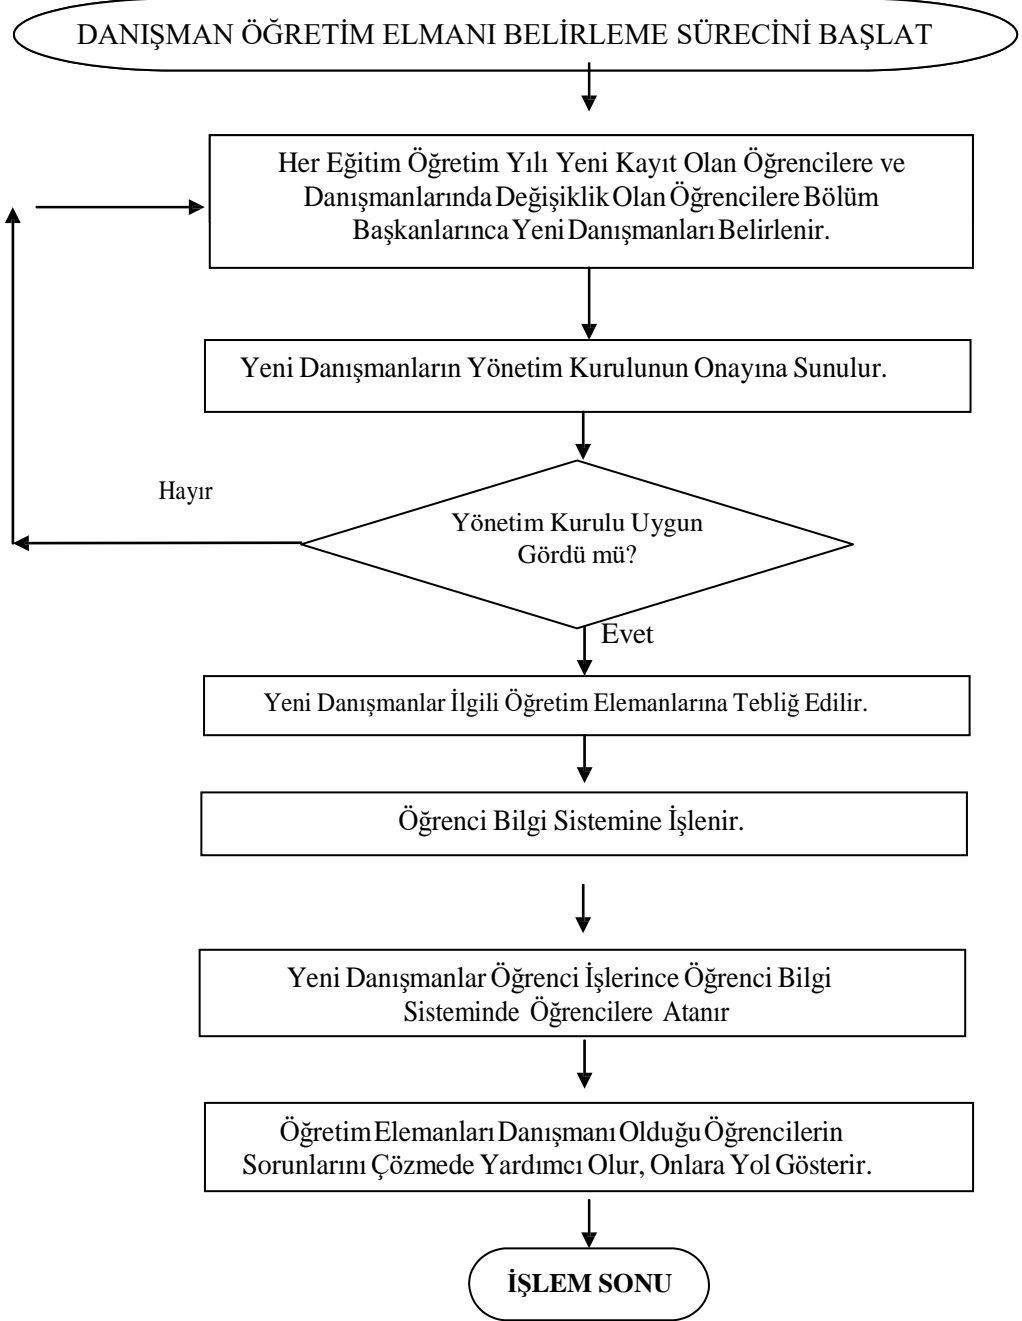 DANIŞMAN ÖĞRETİM ELMANI BELİRLEME SÜRECİNİ BAŞLAT
Her Eğitim Öğretim Yılı Yeni Kayıt Olan Öğrencilere ve
Danışmanlarında Değişiklik Olan Öğrencilere Bölüm
Başkanlarınca Yeni Danışmanları Belirlenir.
Yeni Danışmanların Yönetim Kurulunun Onayına Sunulur.
Hayır
Yönetim Kurulu Uygun
Gördü mü?
Evet
Yeni Danışmanlar İlgili Öğretim Elemanlarına Tebliğ Edilir.
Öğrenci Bilgi Sistemine İşlenir.
Yeni Danışmanlar Öğrenci İşlerince Öğrenci Bilgi
Sisteminde Öğrencilere Atanır
Öğretim Elemanları Danışmanı Olduğu Öğrencilerin
Sorunlarını Çözmede Yardımcı Olur, Onlara Yol Gösterir.
İŞLEM SONU